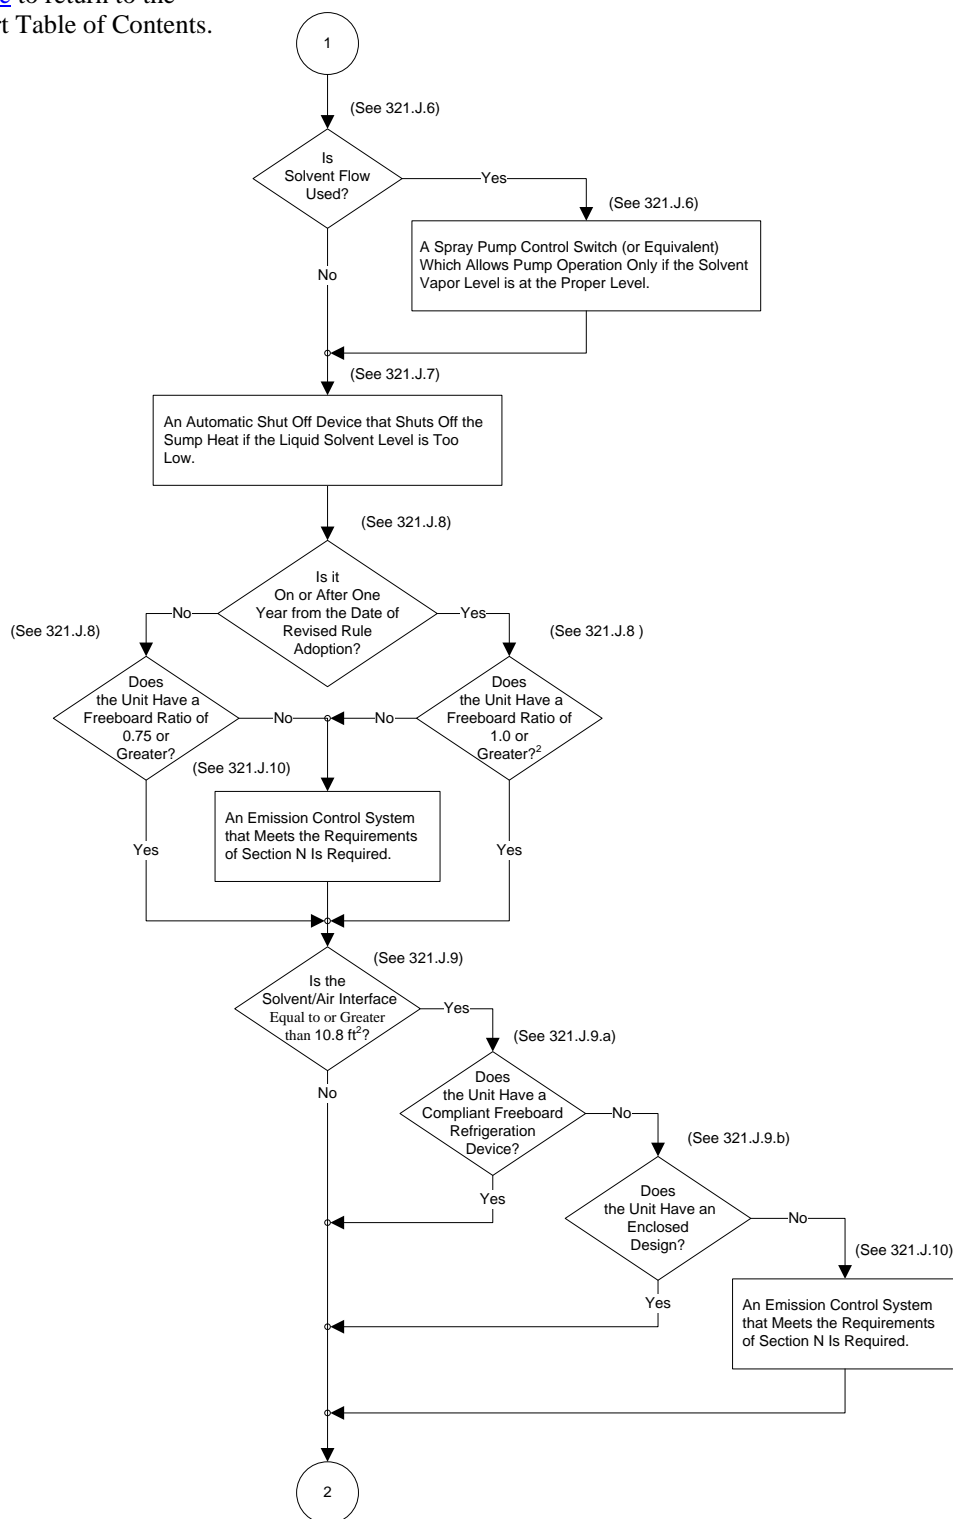 e to return to the
rt Table of Contents.
1
(See 321.J.6)
Is
Solvent Flow
Used?
Yes
(See 321.J.6)
A Spray Pump Control Switch (or Equivalent)
Which Allows Pump Operation Only if the Solvent
Vapor Level is at the Proper Level.
No
(See 321.J.7)
An Automatic Shut Off Device that Shuts Off the
Sump Heat if the Liquid Solvent Level is Too
Low.
(See 321.J.8)
Is it
On or After One
Year from the Date of
Revised Rule
Adoption?
No
Yes
(See 321.J.8)
(See 321.J.8 )
Does
the Unit Have a
Freeboard Ratio of
0.75 or
Greater?
No
No
Does
the Unit Have a
Freeboard Ratio of
1.0 or
Greater?²
(See 321.J.10)
An Emission Control System
that Meets the Requirements
of Section N Is Required.
Yes
Yes
(See 321.J.9)
Is the
Solvent/Air Interface
Equal to or Greater
than 10.8 ft²?
Yes
(See 321.J.9.a)
No
Does
the Unit Have a
Compliant Freeboard
Refrigeration
Device?
No
(See 321.J.9.b)
Yes
Does
the Unit Have an
Enclosed
Design?
No
(See 321.J.10)
Yes
An Emission Control System
that Meets the Requirements
of Section N Is Required.
2